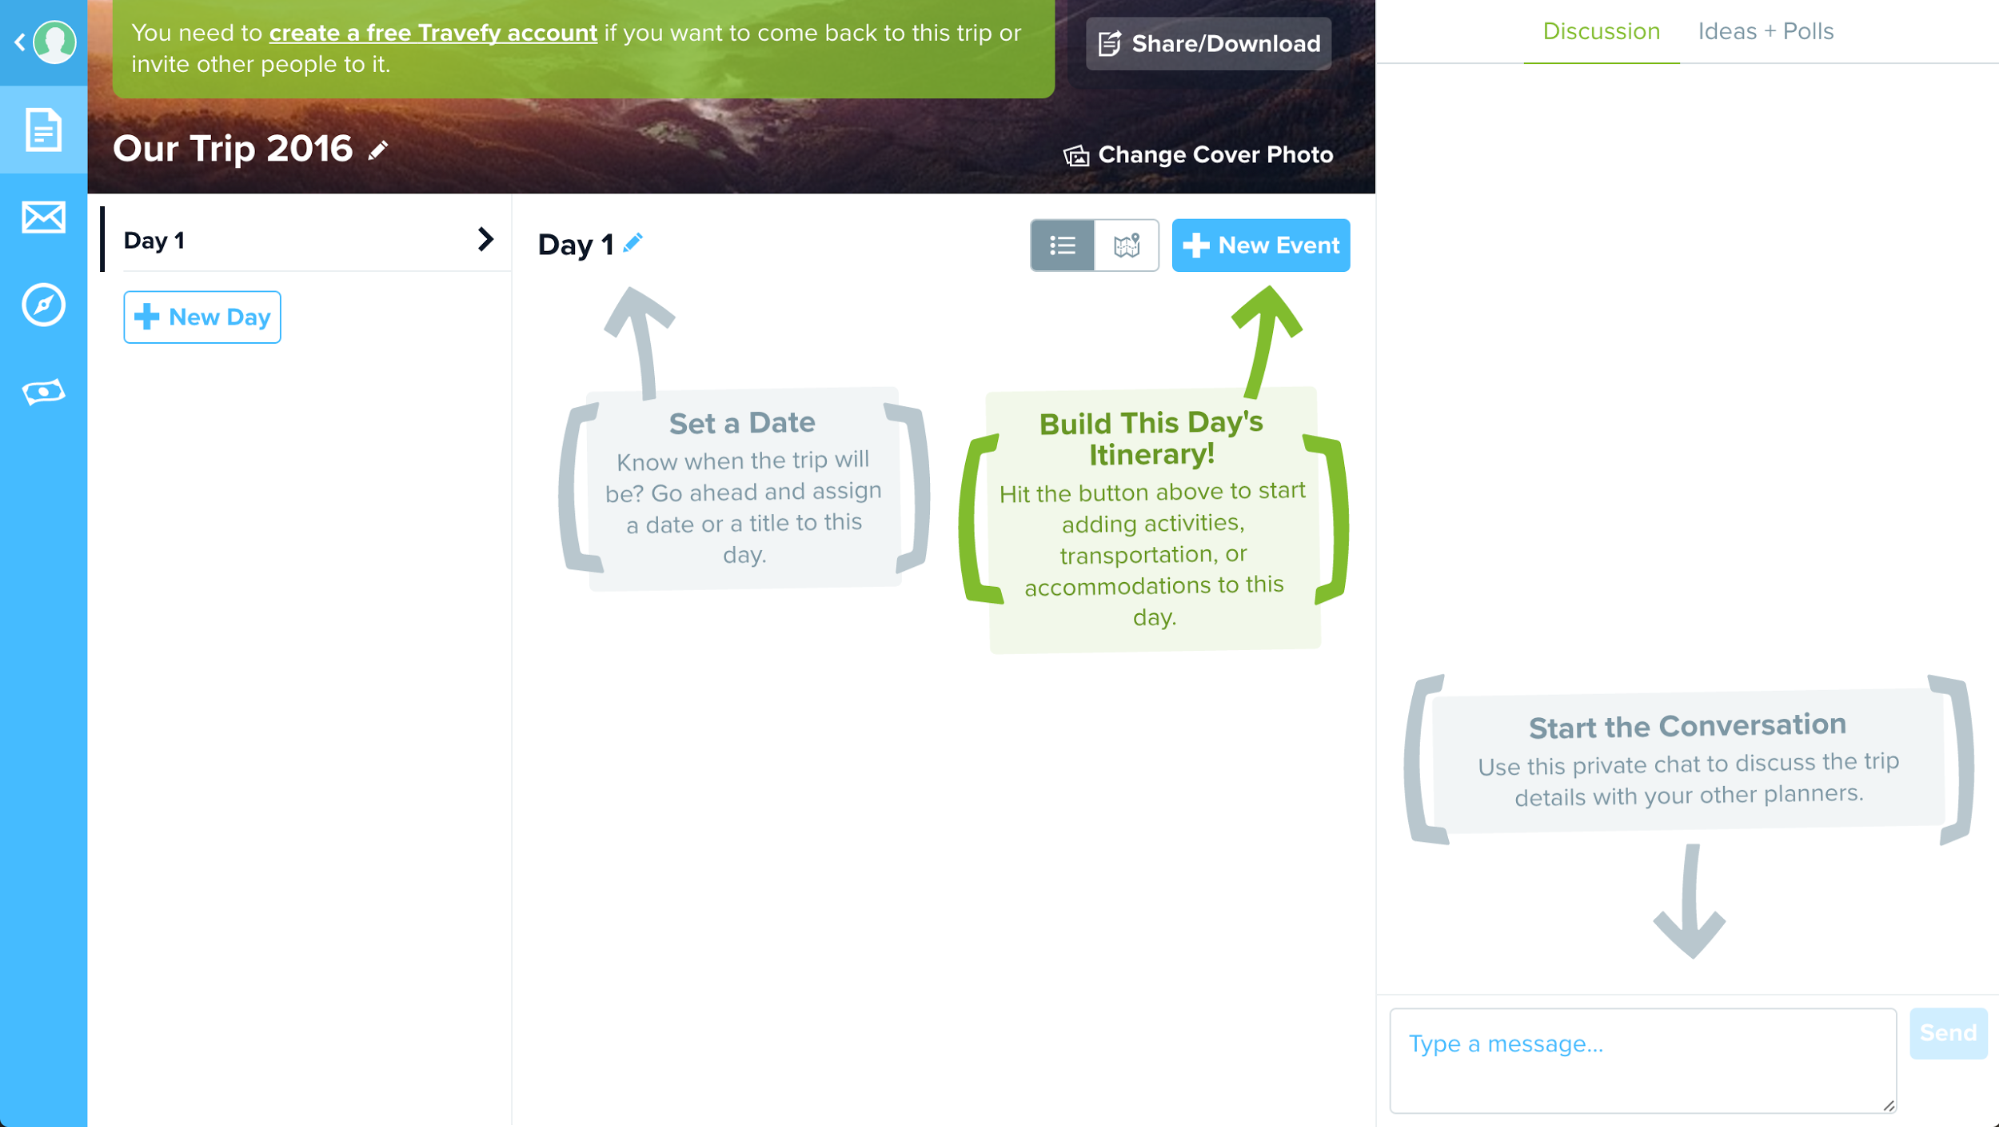 You need to create a free Travefy account if you want to come back to this trip or
invite other people to it.
Share/Download
Our Trip 2016
Change Cover Photo
Discussion
Ideas + Polls
Day 1
New Day
Day 1
New Event
Set a Date
Know when the trip will
be? Go ahead and assign
a date or a title to this
day.
Build This Day's
Itinerary!
Hit the button above to start
adding activities,
transportation, or
accommodations to this
day.
Start the Conversation
Use this private chat to discuss the trip
details with your other planners.
Type a message...
Send